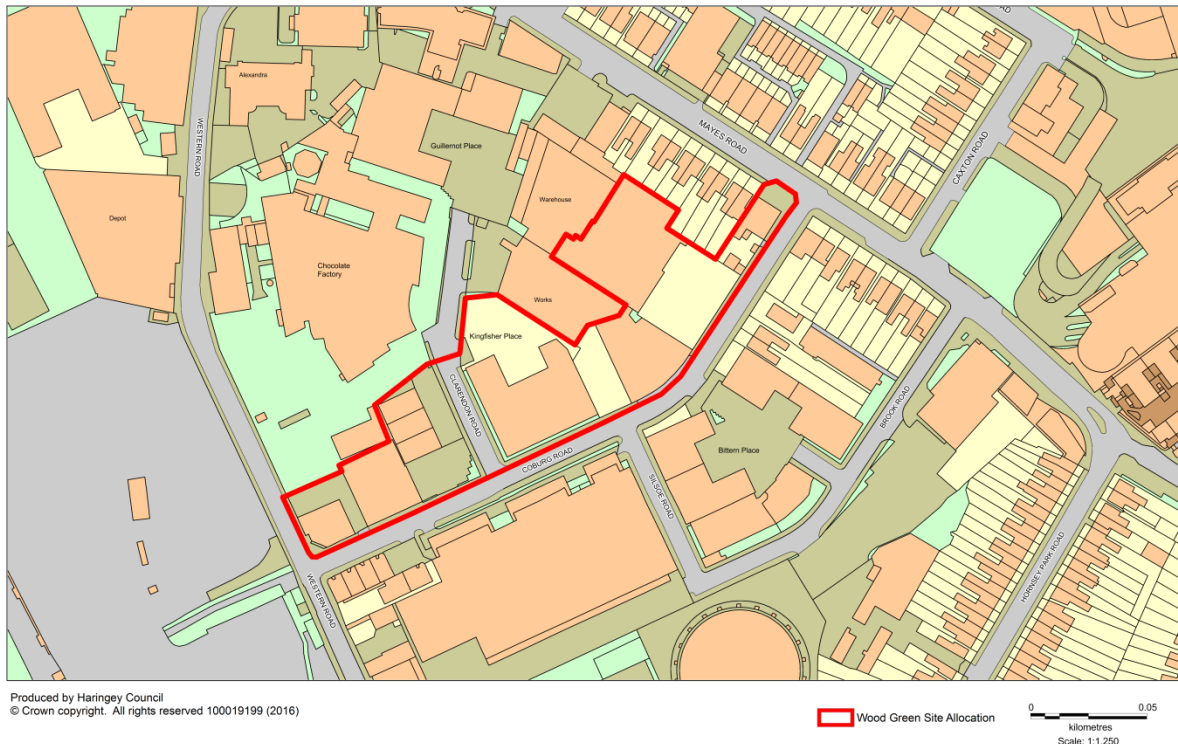 Alexandra
WESTERN ROAD
MAYES ROAD
CAXTON ROAD
Guillernot Place
Warehouse
Depot
Chocolate
Factory
Works
Kingfisher Place
CLARENDON ROAD
COBURG ROAD
BROOK ROAD
Bittern Place
SILSOE ROAD
HORNSEY PARK ROAD
WESTERN ROAD
Produced by Haringey Council
© Crown copyright. All rights reserved 100019199 (2016)
Wood Green Site Allocation
0 0.05
kilometres
Scale: 1:1,250